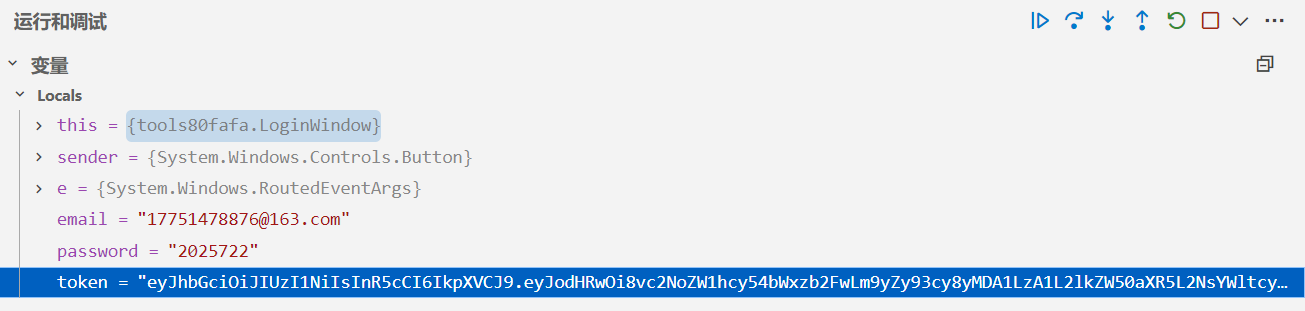 运行和调试
变量
Locals
this = {tools80fafa.LoginWindow}
sender = {System.Windows.Controls.Button}
e = {System.Windows.RoutedEventArgs}
email = "17751478876@163.com"
password = "2025722"
token = "eyJhbGciOiJIUzI1NiIsInR5cCI6IkpXVCJ9.eyJodHRwOi8vc2NoZW1hcy54bWxzb2FwLm9yZy93cy8yMDA1LzA1L2lkZW50aXR5L2NsYWltcy…